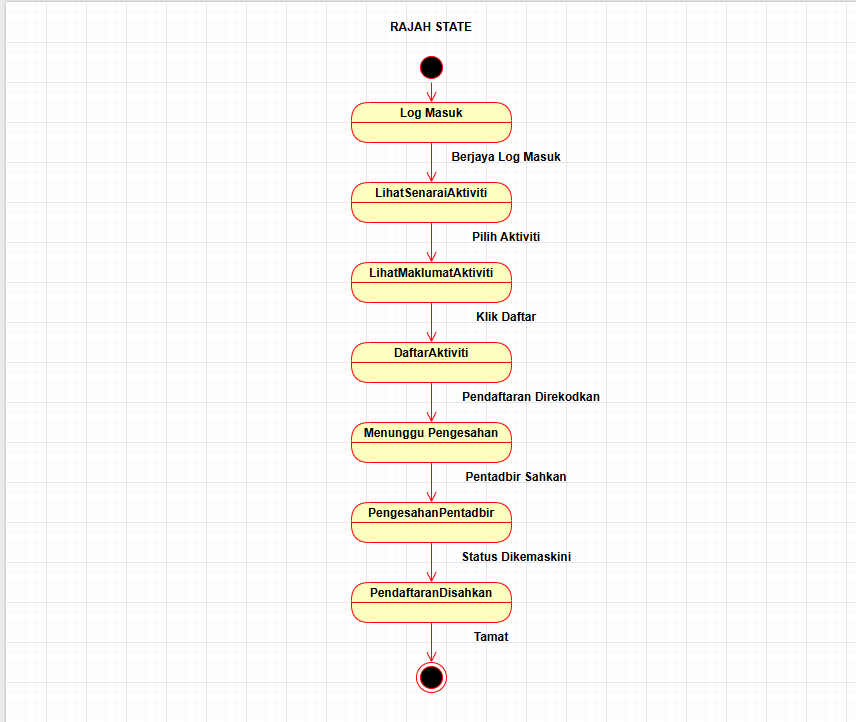 RAJAH STATE
Log Masuk
Berjaya Log Masuk
LihatSenaraiAktiviti
Pilih Aktiviti
LihatMaklumatAktiviti
Klik Daftar
DaftarAktiviti
Pendaftaran Direkodkan
Menunggu Pengesahan
Pentadbir Sahkan
PengesahanPentadbir
Status Dikemaskini
PendaftaranDisahkan
Tamat